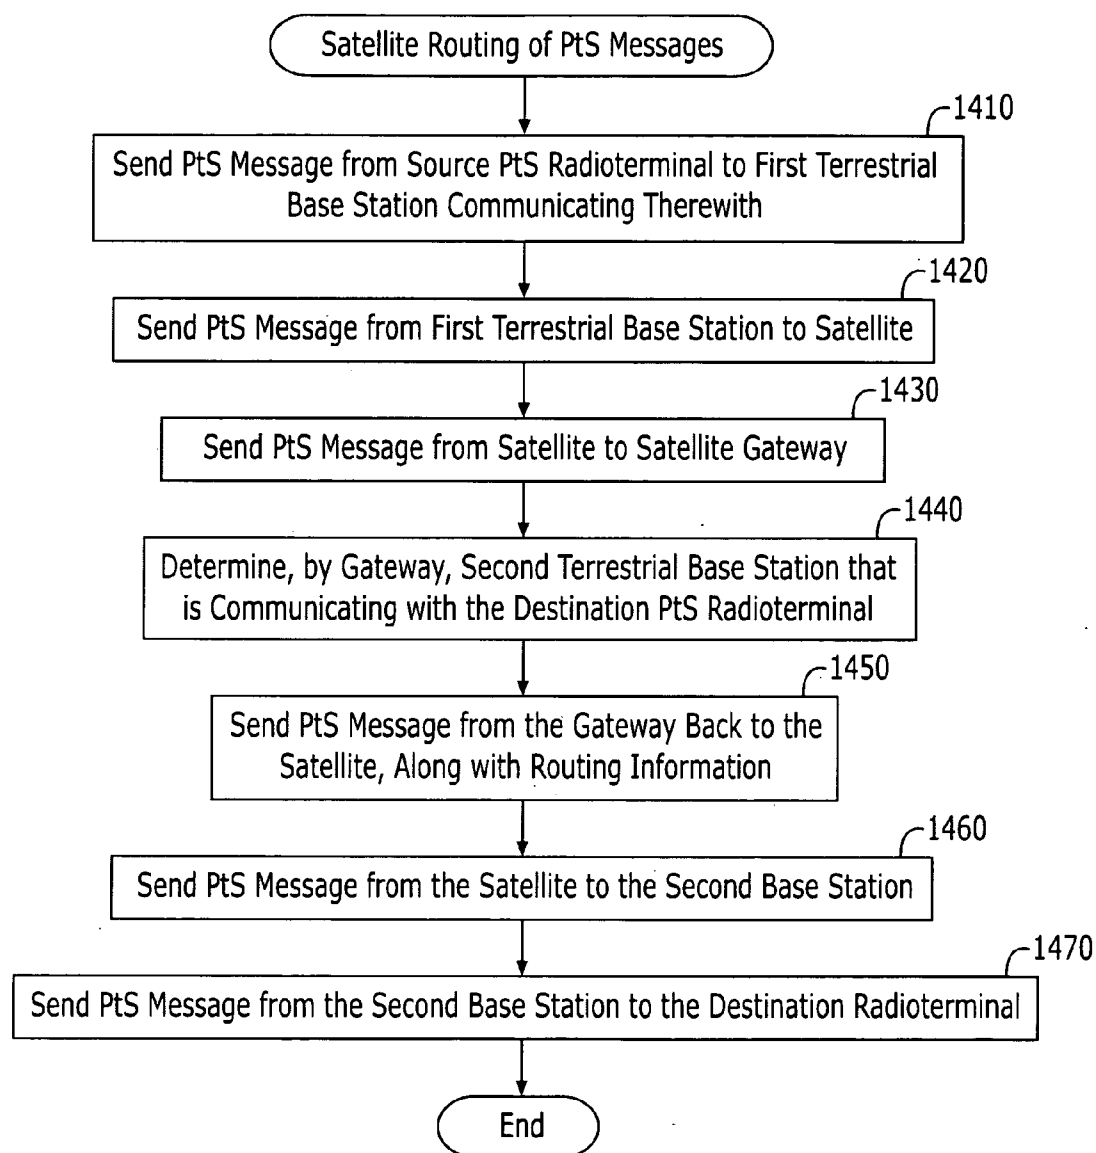 Satellite Routing of PtS Messages
1410
Send PtS Message from Source PtS Radioterminal to First Terrestrial
Base Station Communicating Therewith
1420
Send PtS Message from First Terrestrial Base Station to Satellite
1430
Send PtS Message from Satellite to Satellite Gateway
1440
Determine, by Gateway, Second Terrestrial Base Station that
is Communicating with the Destination PtS Radioterminal
1450
Send PtS Message from the Gateway Back to the
Satellite, Along with Routing Information
1460
Send PtS Message from the Satellite to the Second Base Station
1470
Send PtS Message from the Second Base Station to the Destination Radioterminal
End